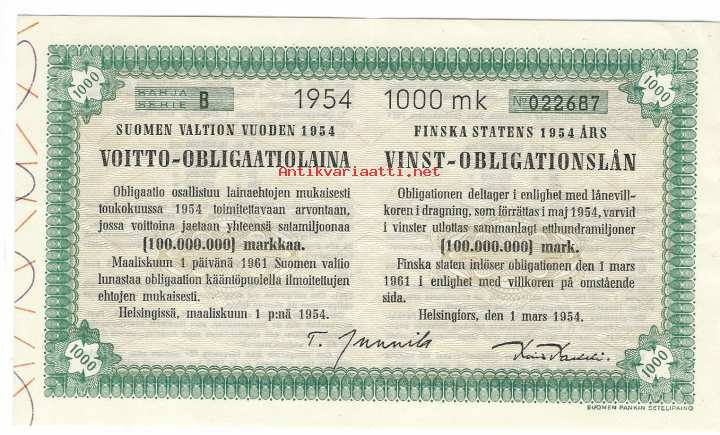 1000
1000
SARJA
SERIE B
1954
1000 mk
No 022687
SUOMEN VALTION VUODEN 1954
VOITTO-OBLIGAATIOLAINA
Obligaatio osallistuu lainaehtojen mukaisesti
toukokuussa 1954 toimitettavaan arvontaan,
jossa voittoina jaetaan yhteensä satamiljoonaa
(100.000.000) markkaa.
Maaliskuun 1 päivänä 1961 Suomen valtio
lunastaa obligaation kääntöpuolella ilmoitettujen
ehtojen mukaisesti.
Helsingissä, maaliskuun 1 p:nä 1954.
FINSKA STATENS 1954 ÅRS
VINST-OBLIGATIONSLÅN
Obligationen deltager i enlighet med lånevill-
koren i dragning, som förrättas i maj 1954, varvid
i vinster utlottas sammanlagt etthundramiljoner
(100.000.000) mark.
Finska staten inlöser obligationen den 1 mars
1961 i enlighet med villkoren på omstående
sida.
Helsingfors, den 1 mars 1954.
Antikvariaatti.net
1000
1000
SUOMEN PANKIN SETELIPAINO